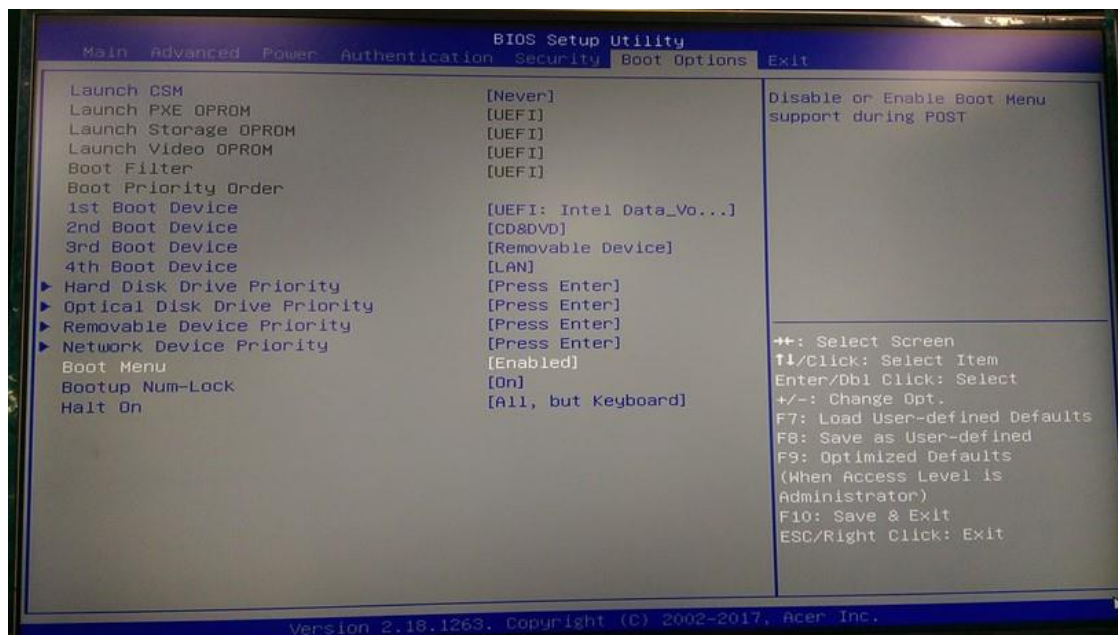 BIOS Setup Utility
Main Advanced Power Authentication Security Boot Options Exit
Launch CSM [Never]
Launch PXE OPROM [UEFI]
Launch Storage OPROM [UEFI]
Launch Video OPROM [UEFI]
Boot Filter [UEFI]
Boot Priority Order
1st Boot Device [UEFI: Intel Data_Vo...]
2nd Boot Device [CD&DVD]
3rd Boot Device [Removable Device]
4th Boot Device [LAN]
Hard Disk Drive Priority [Press Enter]
Optical Disk Drive Priority [Press Enter]
Removable Device Priority [Press Enter]
Network Device Priority [Press Enter]
Boot Menu [Enabled]
Bootup Num-Lock [On]
Halt On [All, but Keyboard]
Disable or Enable Boot Menu
support during POST
→←: Select Screen
↑↓/Click: Select Item
Enter/Dbl Click: Select
+/-: Change Opt.
F7: Load User-defined Defaults
F8: Save as User-defined
F9: Optimized Defaults
(When Access Level is
Administrator)
F10: Save & Exit
ESC/Right Click: Exit
Version 2.18.1263. Copyright (C) 2002-2017, Acer Inc.